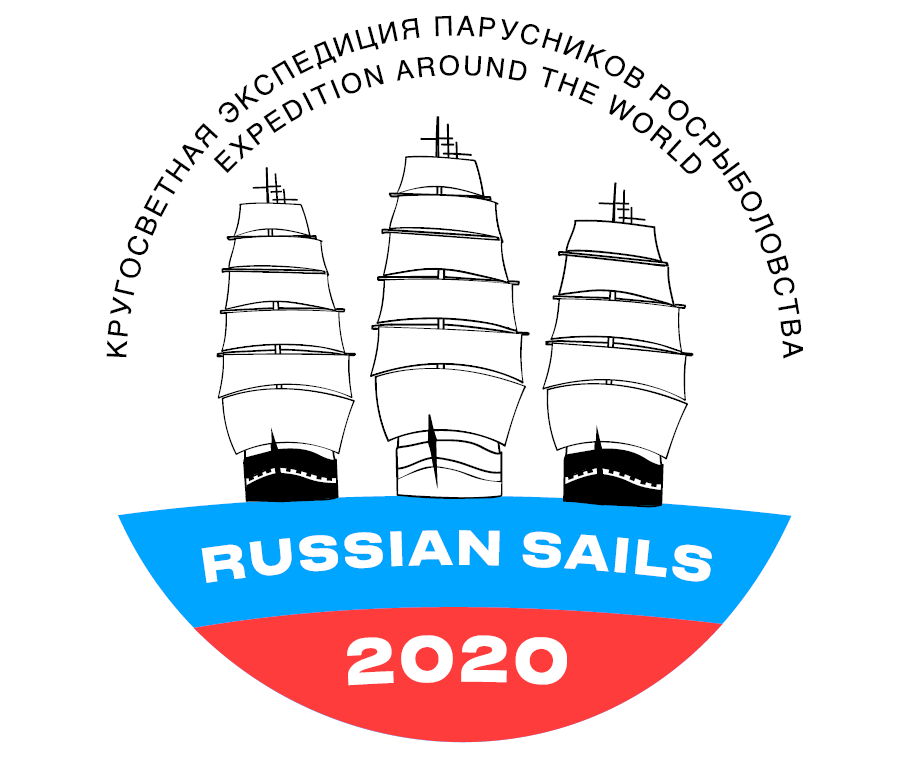 КРУГОСВЕТНАЯ ЭКСПЕДИЦИЯ ПАРУСНИКОВ РОСРЫБОЛОВСТВА
EXPEDITION AROUND THE WORLD
RUSSIAN SAILS
2020